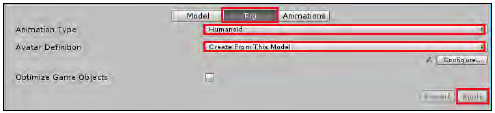 Model Rig Animations
Animation Type Humanoid
Avatar Definition Create From This Model
Configure...
Optimize Game Objects
Revert Apply